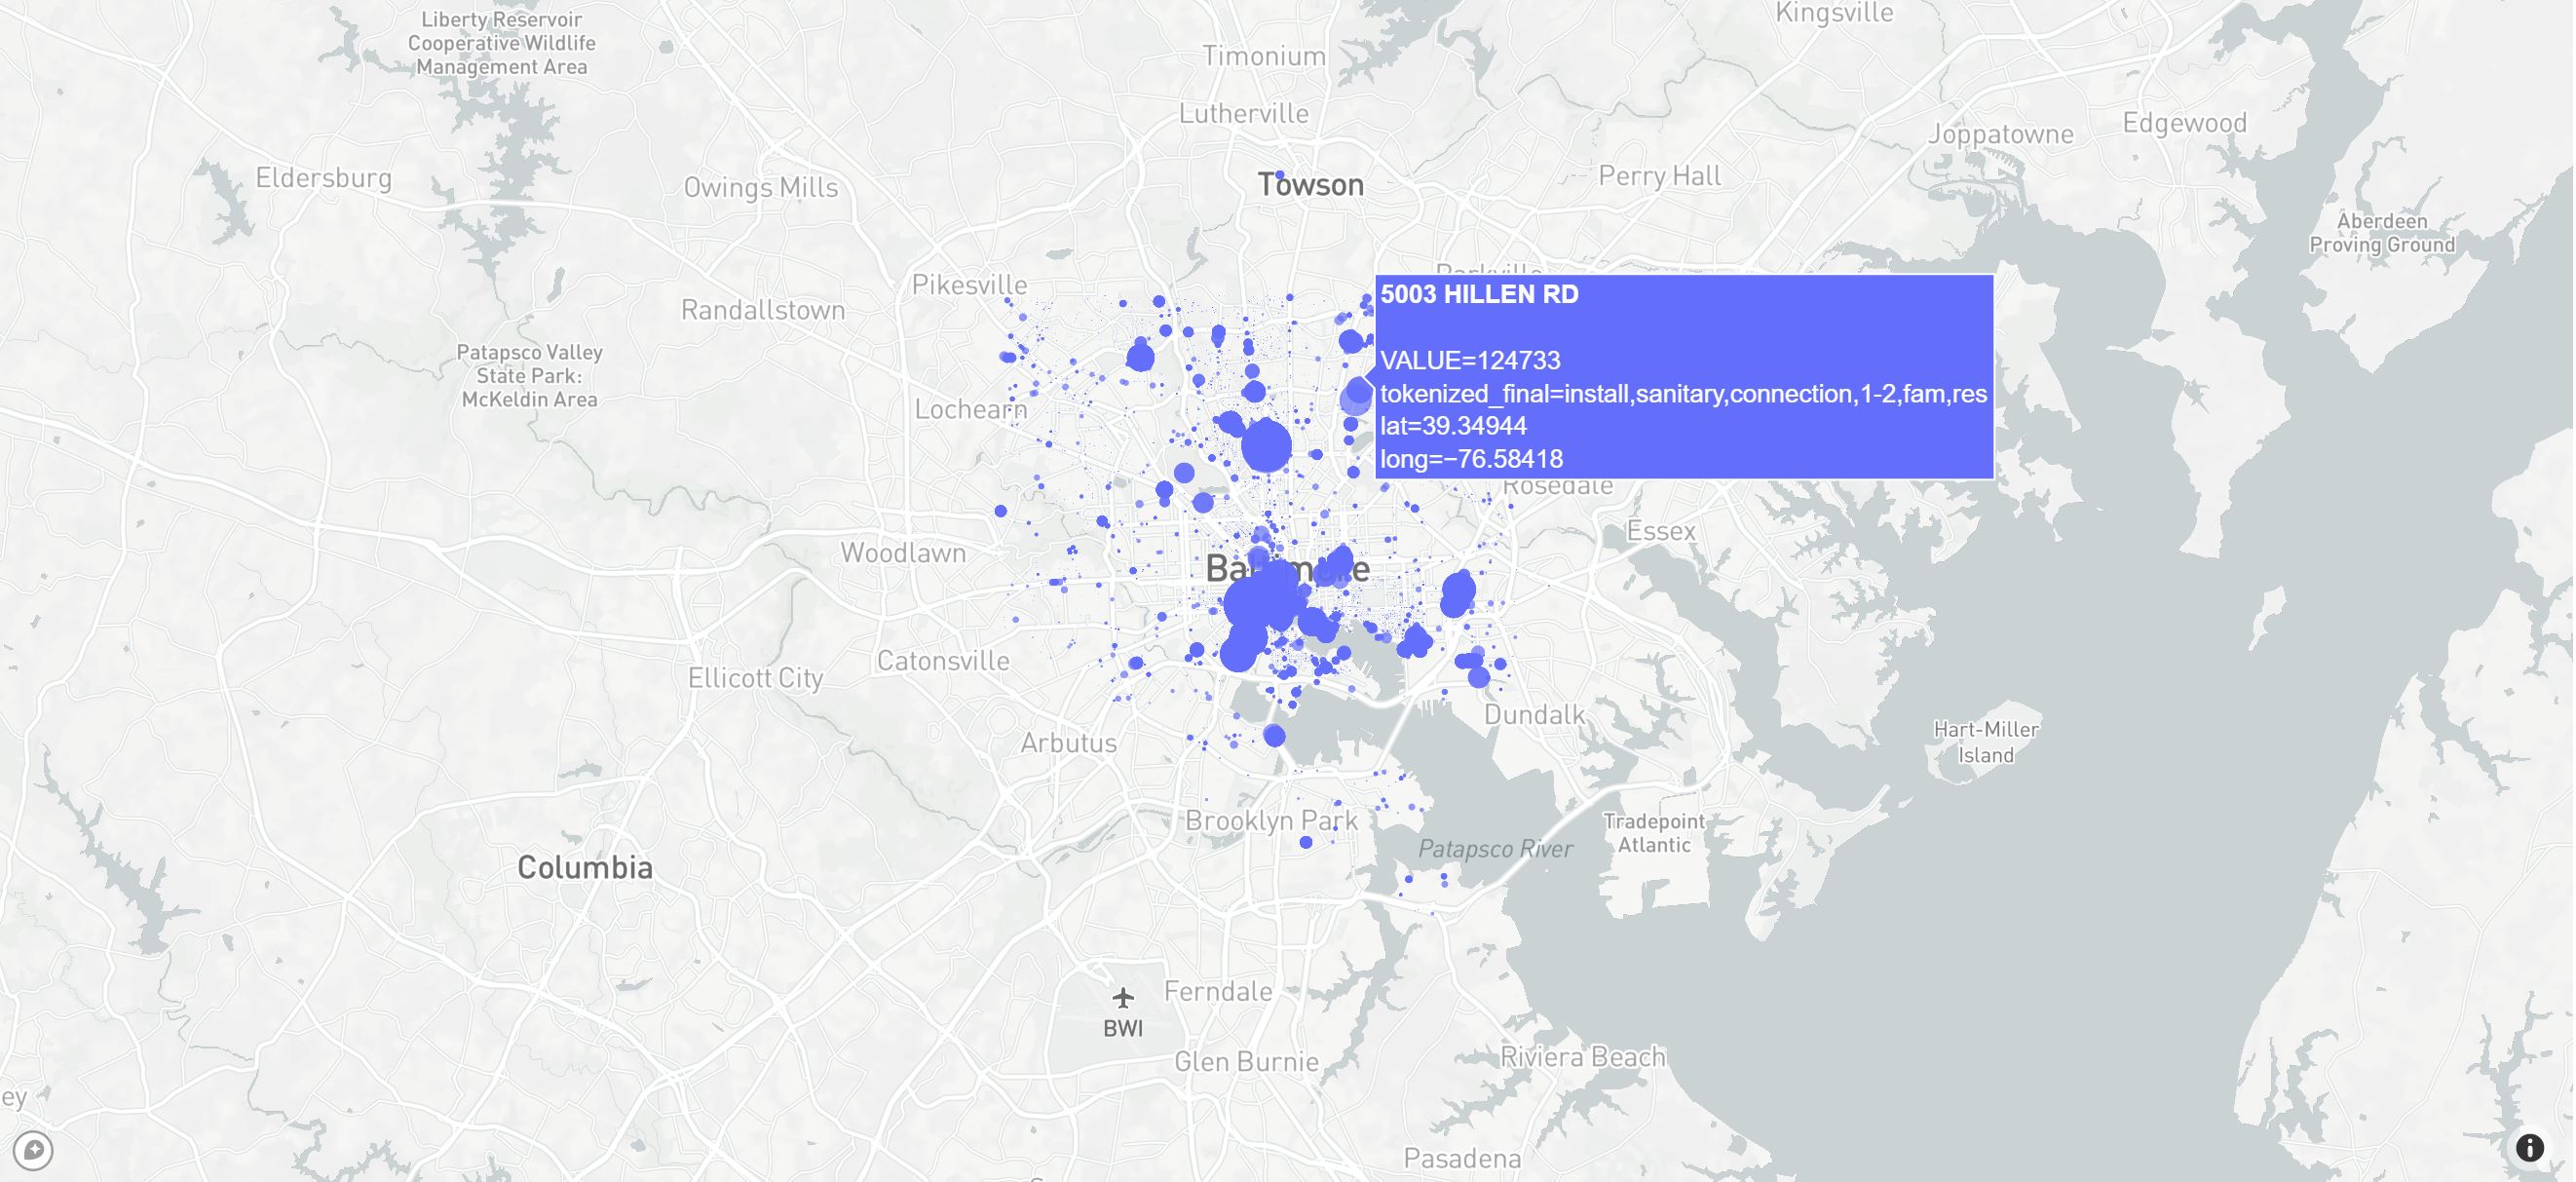 Liberty Reservoir
Cooperative Wildlife
Management Area
Kingsville
Timonium
Lutherville
Edgewood
Joppatowne
Eldersburg
Owings Mills
Towson
Perry Hall
Aberdeen
Proving Ground
Pikesville
Parkville
Randallstown
5003 HILLEN RD
VALUE=124733
tokenized_final=install,sanitary,connection,1-2,fam,res
lat=39.34944
long=−76.58418
Patapsco Valley
State Park:
McKeldin Area
Lochearn
Rosedale
Essex
Woodlawn
Baltimore
Catonsville
Ellicott City
Dundalk
Hart-Miller
Island
Arbutus
Brooklyn Park
Tradepoint
Atlantic
Patapsco River
Columbia
Ferndale
BWI
Glen Burnie
Riviera Beach
ey
Pasadena